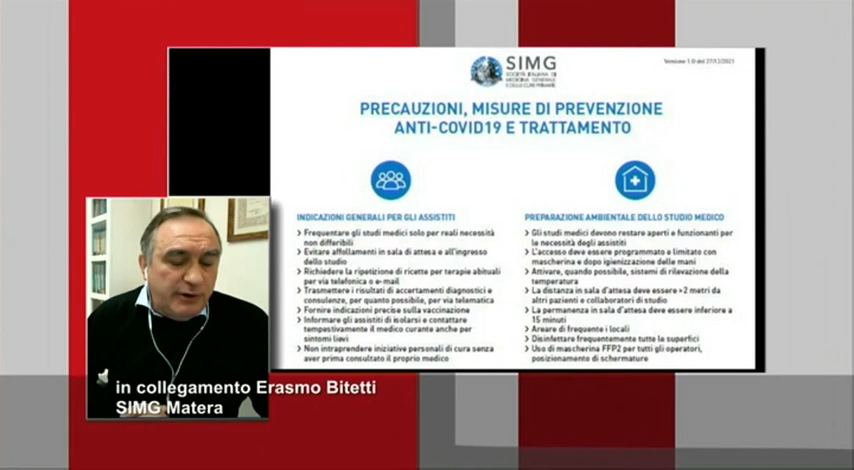 SIMG
SOCIETÀ ITALIANA DI
MEDICINA GENERALE
E DELLE CURE PRIMARIE
Versione 1.0 del 27/12/2021
PRECAUZIONI, MISURE DI PREVENZIONE
ANTI-COVID19 E TRATTAMENTO
INDICAZIONI GENERALI PER GLI ASSISTITI
Frequentare gli studi medici solo per reali necessità
non differibili
Evitare affollamenti in sala di attesa e all'ingresso
dello studio
Richiedere la ripetizione di ricette per terapie abituali
per via telefonica o e-mail
Trasmettere i risultati di accertamenti diagnostici e
consulenze, per quanto possibile, per via telematica
Fornire indicazioni precise sulla vaccinazione
Informare gli assistiti di isolarsi e contattare
tempestivamente il medico curante anche per
sintomi lievi
Non intraprendere iniziative personali di cura senza
aver prima consultato il proprio medico
PREPARAZIONE AMBIENTALE DELLO STUDIO MEDICO
Gli studi medici devono restare aperti e funzionanti per
le necessità degli assistiti
L'accesso deve essere programmato e limitato con
mascherina e dopo igienizzazione delle mani
Attivare, quando possibile, sistemi di rilevazione della
temperatura
La distanza in sala d'attesa deve essere >2 metri da
altri pazienti e collaboratori di studio
La permanenza in sala d'attesa deve essere inferiore a
15 minuti
Areare di frequente i locali
Disinfettare frequentemente tutte le superfici
Uso di mascherina FFP2 per tutti gli operatori,
posizionamento di schermature
in collegamento Erasmo Bitetti
SIMG Matera